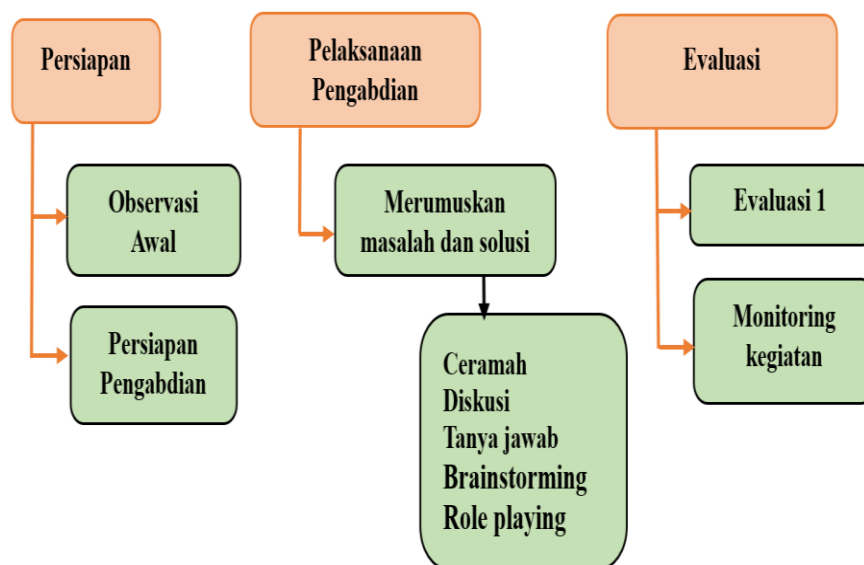 Persiapan
Observasi
Awal
Persiapan
Pengabdian
Pelaksanaan
Pengabdian
Merumuskan
masalah dan solusi
Ceramah
Diskusi
Tanya jawab
Brainstorming
Role playing
Evaluasi
Evaluasi 1
Monitoring
kegiatan